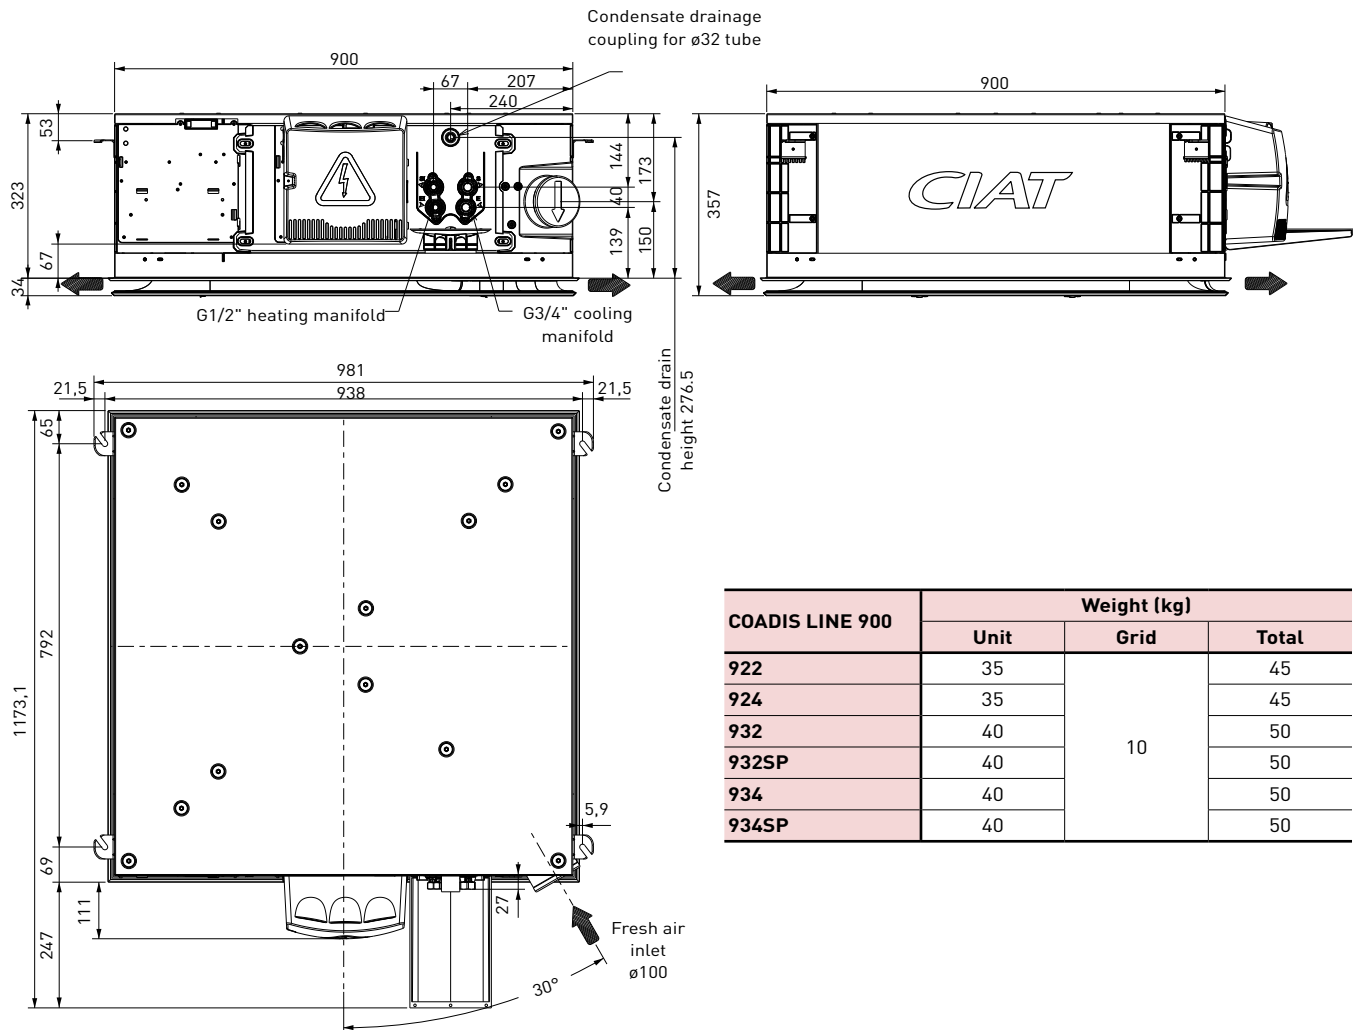 Condensate drainage
coupling for ø32 tube
900
67
207
240
53
323
67
34
144
173
40
139
150
G1/2" heating manifold
G3/4" cooling
manifold
Condensate drain
height 276.5
900
357
CIAT
981
21,5
938
21,5
65
792
1173,1
69
111
247
5,9
27
30°
Fresh air
inlet
ø100
COADIS LINE 900 Weight (kg)
Unit Grid Total
922 35 45
924 35 45
932 40 50
10
932SP 40 50
934 40 50
934SP 40 50